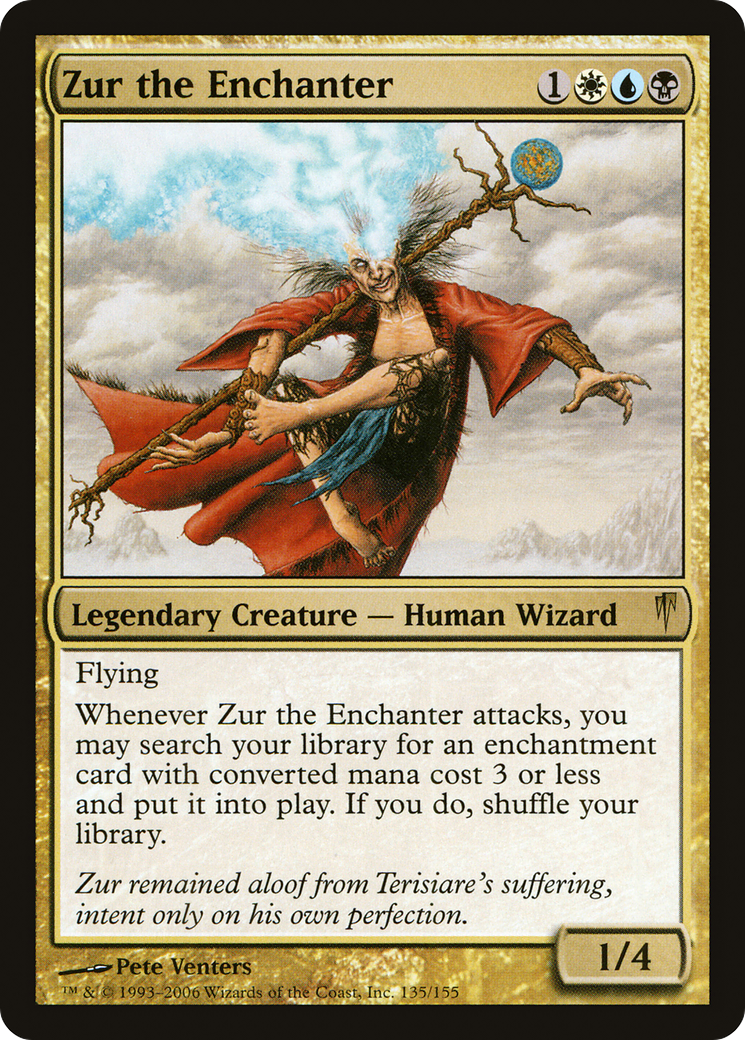 Zur the Enchanter 1
Legendary Creature — Human Wizard
Flying
Whenever Zur the Enchanter attacks, you
may search your library for an enchantment
card with converted mana cost 3 or less
and put it into play. If you do, shuffle your
library.
Zur remained aloof from Terisiare's suffering,
intent only on his own perfection.
1/4
Pete Venters
™ & © 1993–2006 Wizards of the Coast, Inc. 135/155